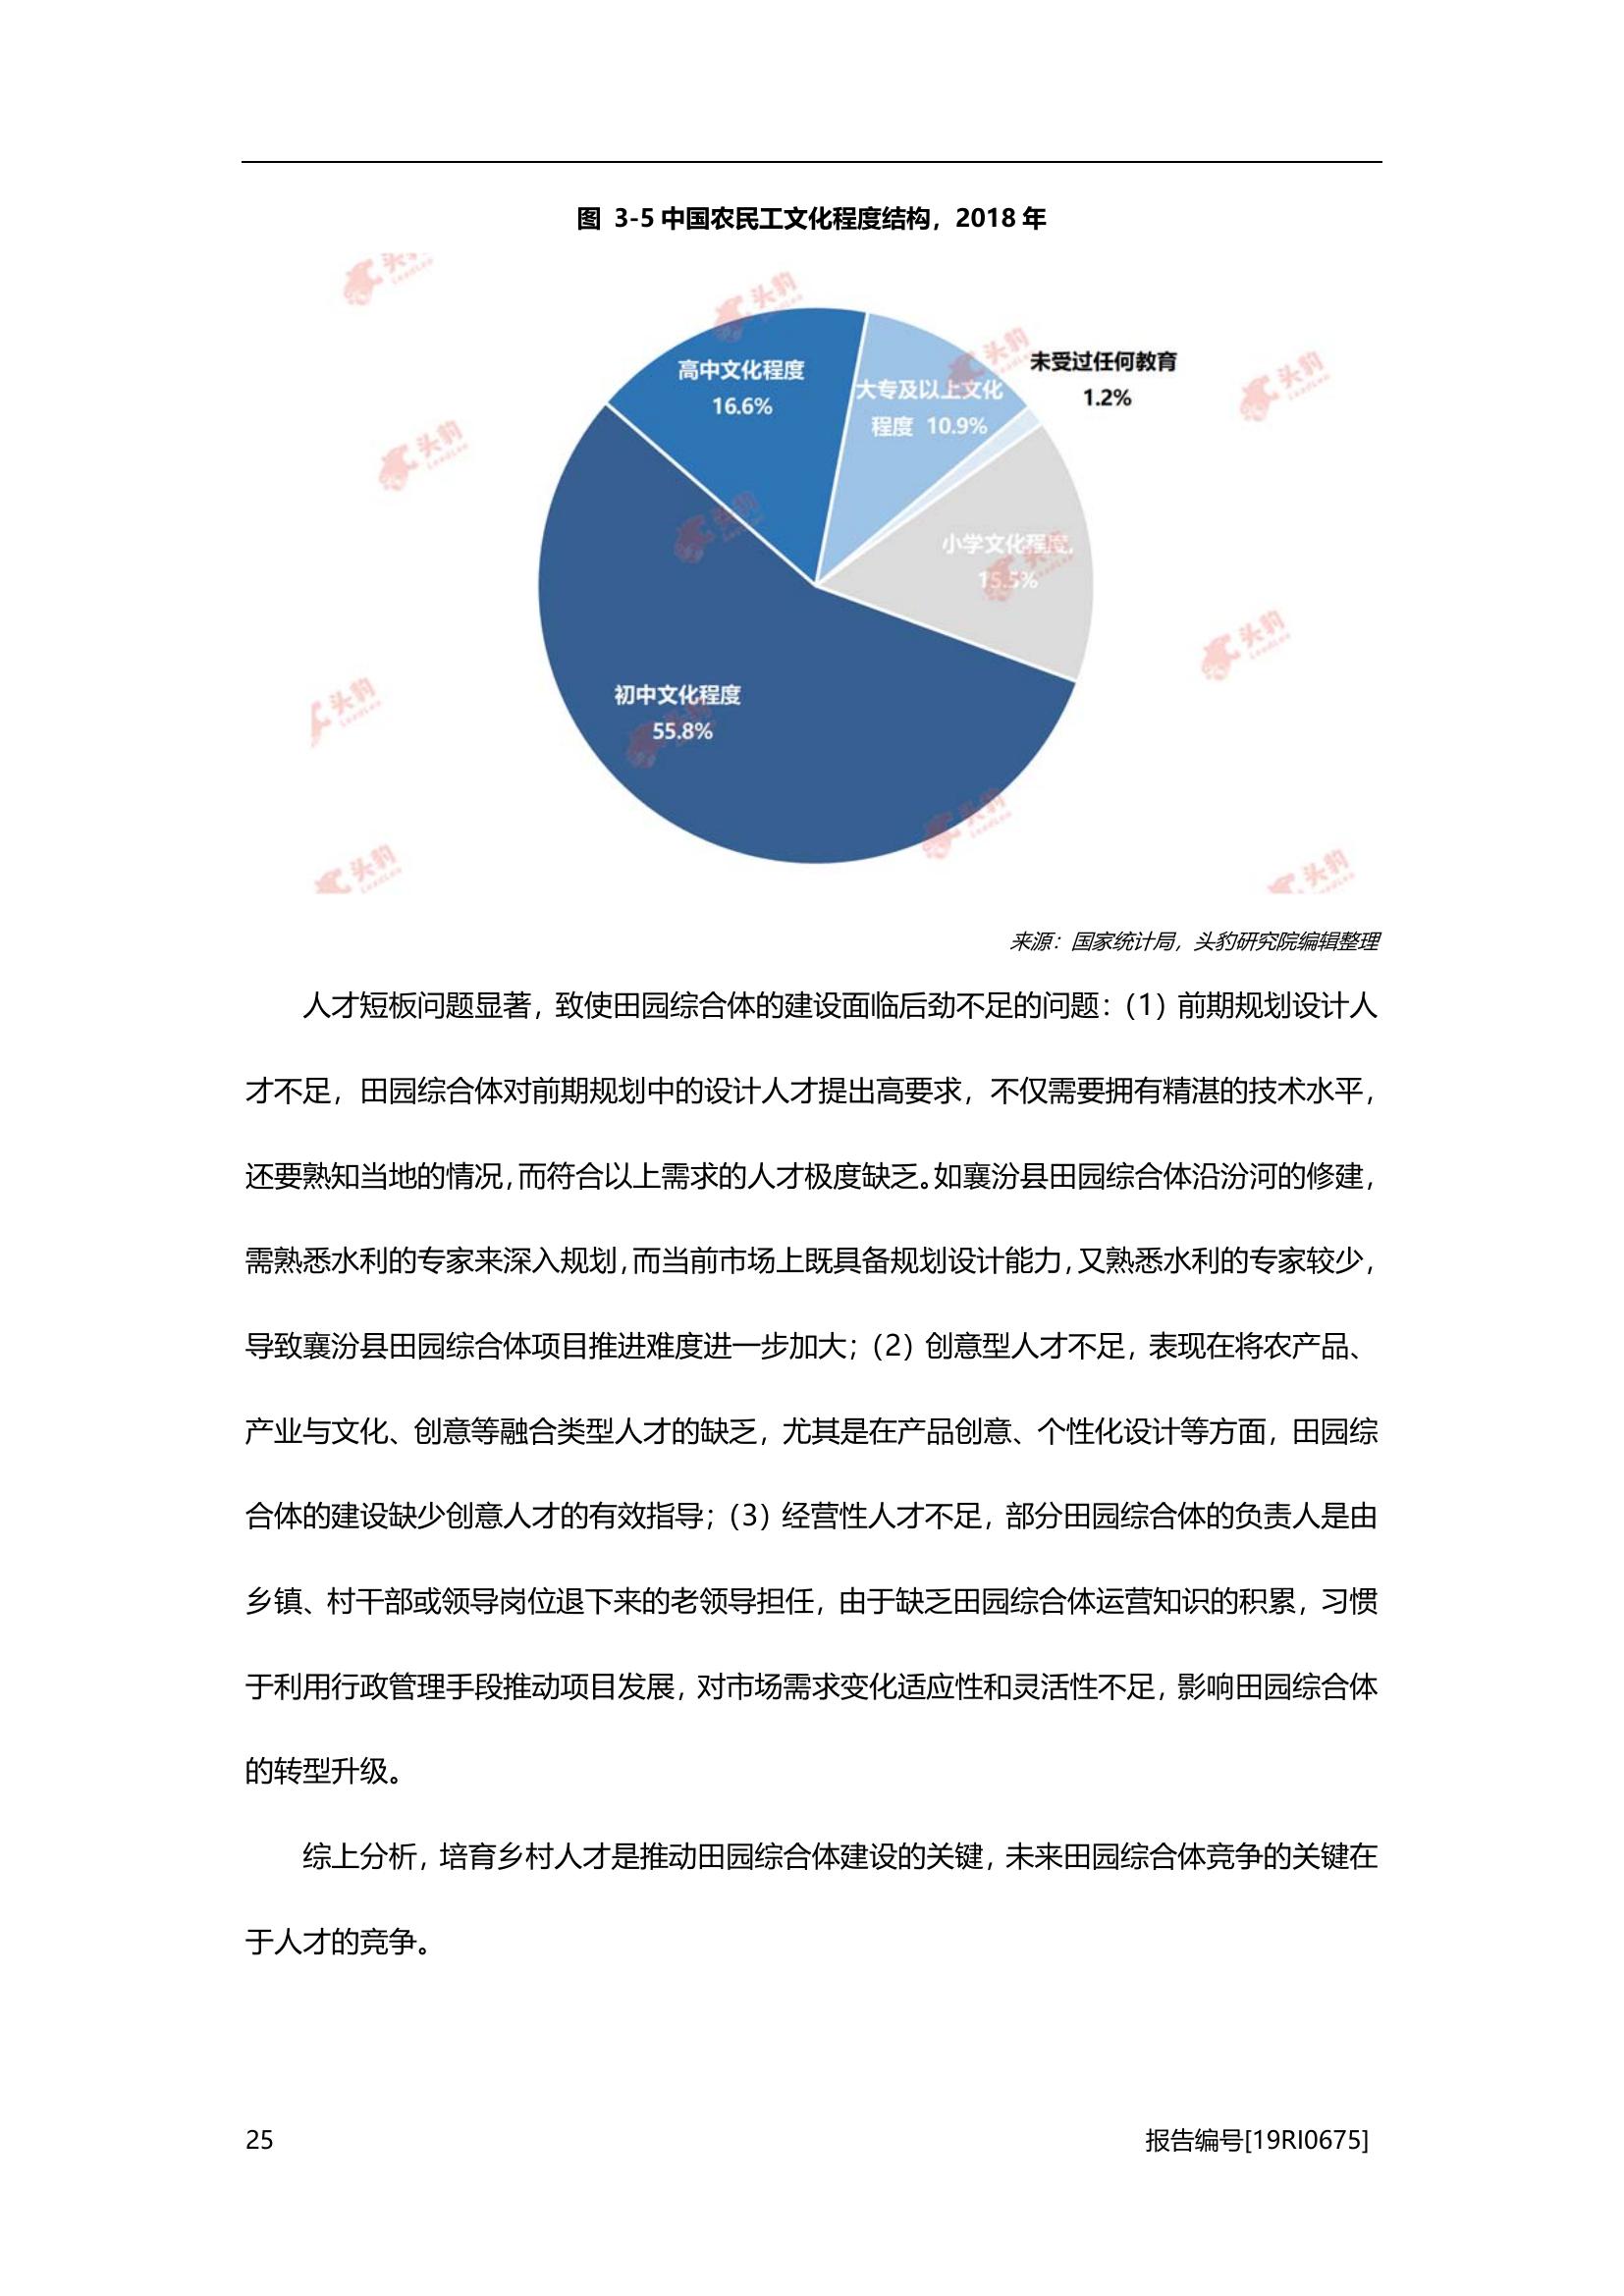 图 3-5 中国农民工文化程度结构，2018 年
高中文化程度
16.6%
大专及以上文化
程度 10.9%
未受过任何教育
1.2%
小学文化程度,
15.5%
初中文化程度
55.8%
来源：国家统计局，头豹研究院编辑整理
人才短板问题显著，致使田园综合体的建设面临后劲不足的问题：（1）前期规划设计人
才不足，田园综合体对前期规划中的设计人才提出高要求，不仅需要拥有精湛的技术水平，
还要熟知当地的情况，而符合以上需求的人才极度缺乏。如襄汾县田园综合体沿汾河的修建，
需熟悉水利的专家来深入规划，而当前市场上既具备规划设计能力，又熟悉水利的专家较少，
导致襄汾县田园综合体项目推进难度进一步加大；（2）创意型人才不足，表现在将农产品、
产业与文化、创意等融合类型人才的缺乏，尤其是在产品创意、个性化设计等方面，田园综
合体的建设缺少创意人才的有效指导；（3）经营性人才不足，部分田园综合体的负责人是由
乡镇、村干部或领导岗位退下来的老领导担任，由于缺乏田园综合体运营知识的积累，习惯
于利用行政管理手段推动项目发展，对市场需求变化适应性和灵活性不足，影响田园综合体
的转型升级。
综上分析，培育乡村人才是推动田园综合体建设的关键，未来田园综合体竞争的关键在
于人才的竞争。
25
报告编号[19RI0675]
头豹
LeadLeo